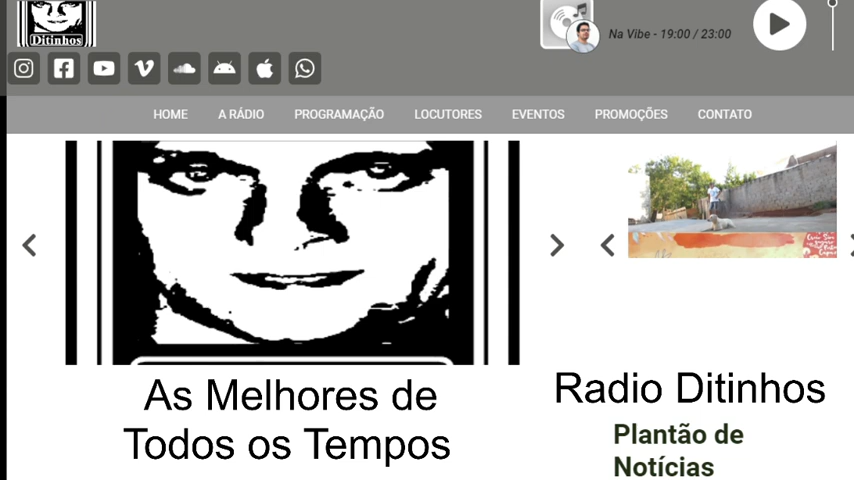 Ditinhos
Na Vibe - 19:00 / 23:00
HOME A RÁDIO PROGRAMAÇÃO LOCUTORES EVENTOS PROMOÇÕES CONTATO
As Melhores de
Todos os Tempos
Radio Ditinhos
Plantão de
Notícias